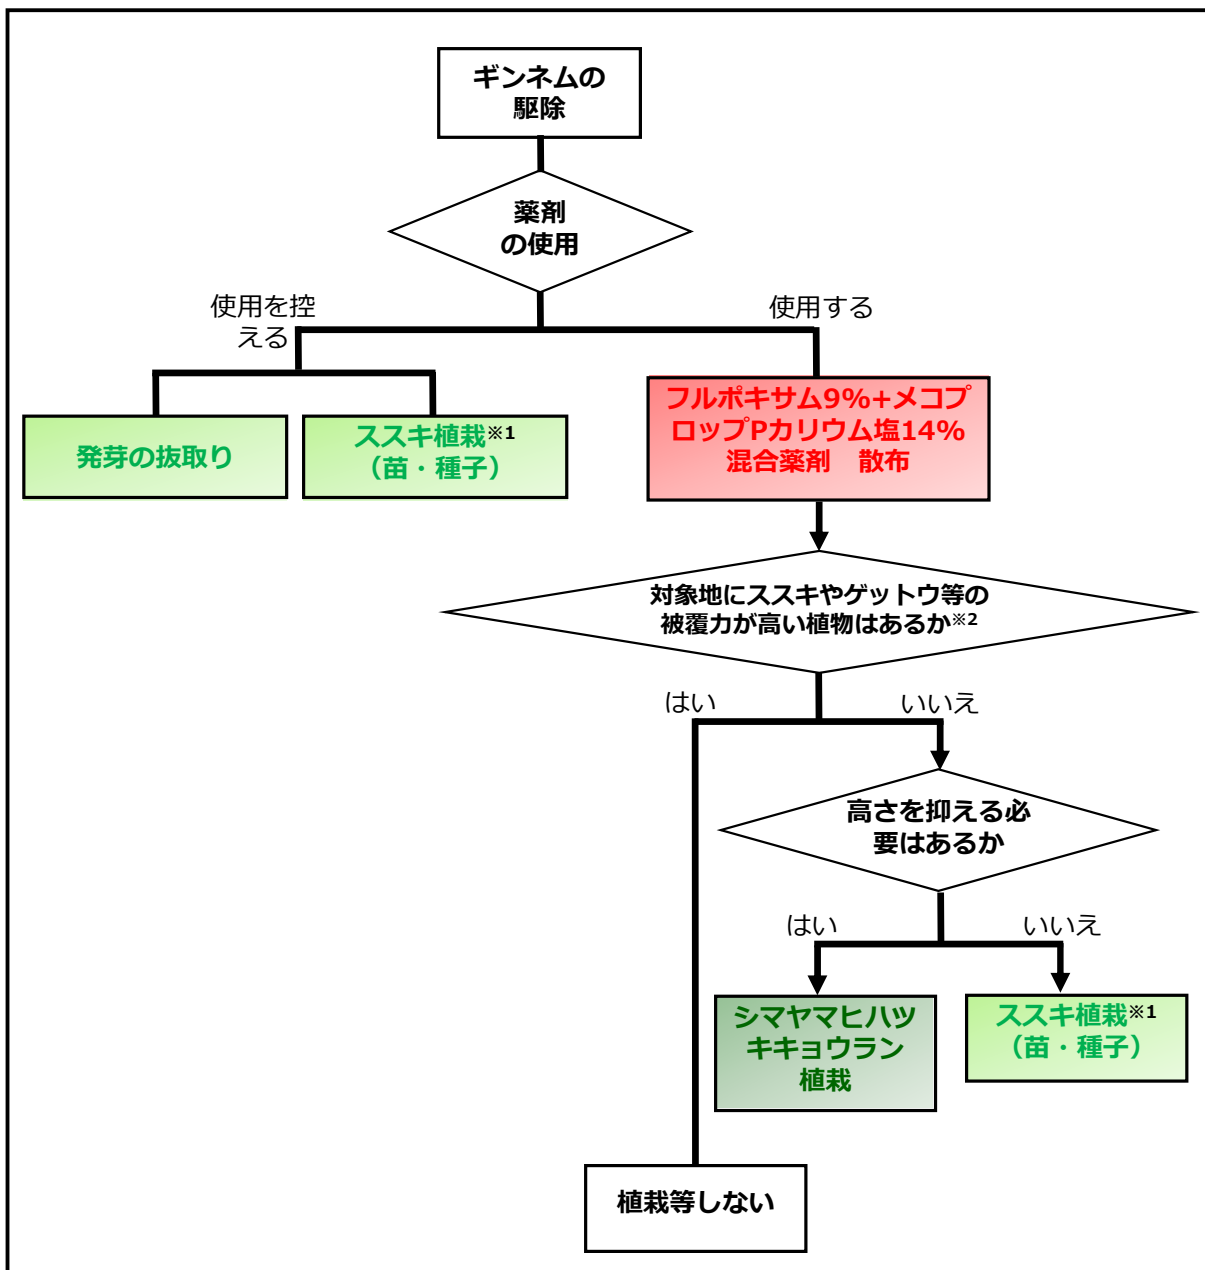 ギンネムの
駆除
薬剤
の使用
使用を控
える
使用する
発芽の抜取り
ススキ植栽※1
（苗・種子）
フルポキサム9%+メコプ
ロップPカリウム塩14%
混合薬剤　散布
対象地にススキやゲットウ等の
被覆力が高い植物はあるか※2
はい
いいえ
高さを抑える必
要はあるか
はい
いいえ
シマヤマヒハツ
キキョウラン
植栽
ススキ植栽※1
（苗・種子）
植栽等しない